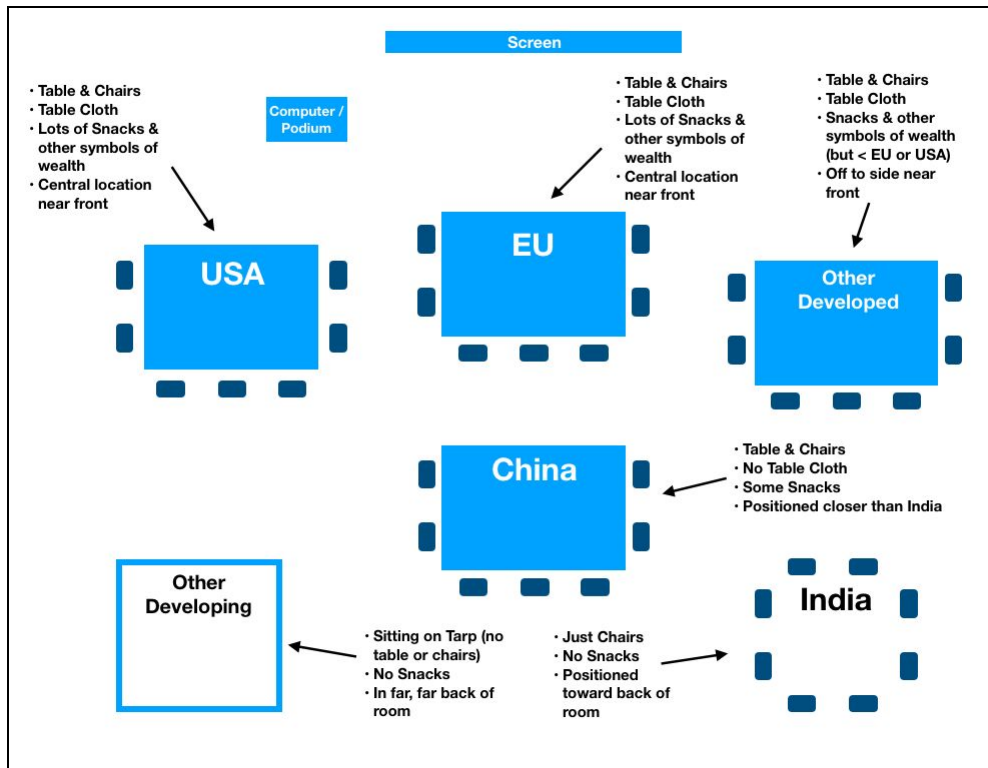 Screen
Computer /
Podium
· Table & Chairs
· Table Cloth
· Lots of Snacks &
other symbols of
wealth
· Central location
near front
· Table & Chairs
· Table Cloth
· Lots of Snacks &
other symbols of
wealth
· Central location
near front
· Table & Chairs
· Table Cloth
· Snacks & other
symbols of wealth
(but < EU or USA)
· Off to side near
front
USA
EU
Other
Developed
China
· Table & Chairs
· No Table Cloth
· Some Snacks
· Positioned closer than India
Other
Developing
· Sitting on Tarp (no
table or chairs)
· No Snacks
· In far, far back of
room
· Just Chairs
· No Snacks
· Positioned
toward back of
room
India